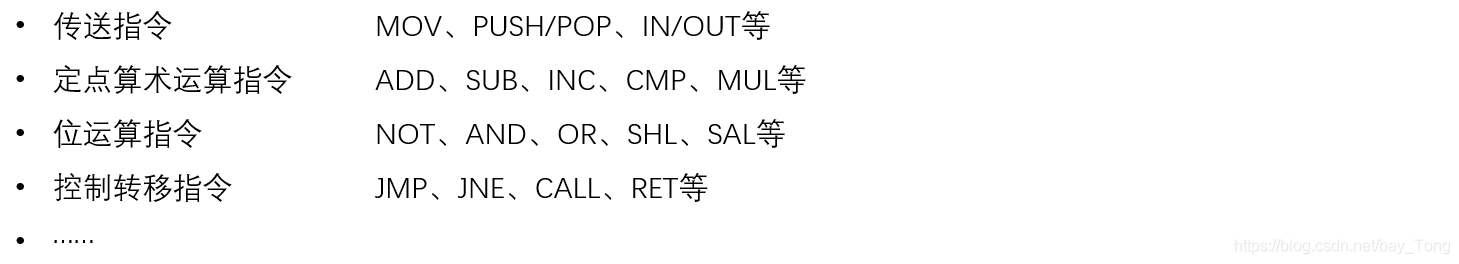 • 传送指令 MOV、PUSH/POP、IN/OUT等
• 定点算术运算指令 ADD、SUB、INC、CMP、MUL等
• 位运算指令 NOT、AND、OR、SHL、SAL等
• 控制转移指令 JMP、JNE、CALL、RET等
• ……
https://blog.csdn.net/bay_Tong